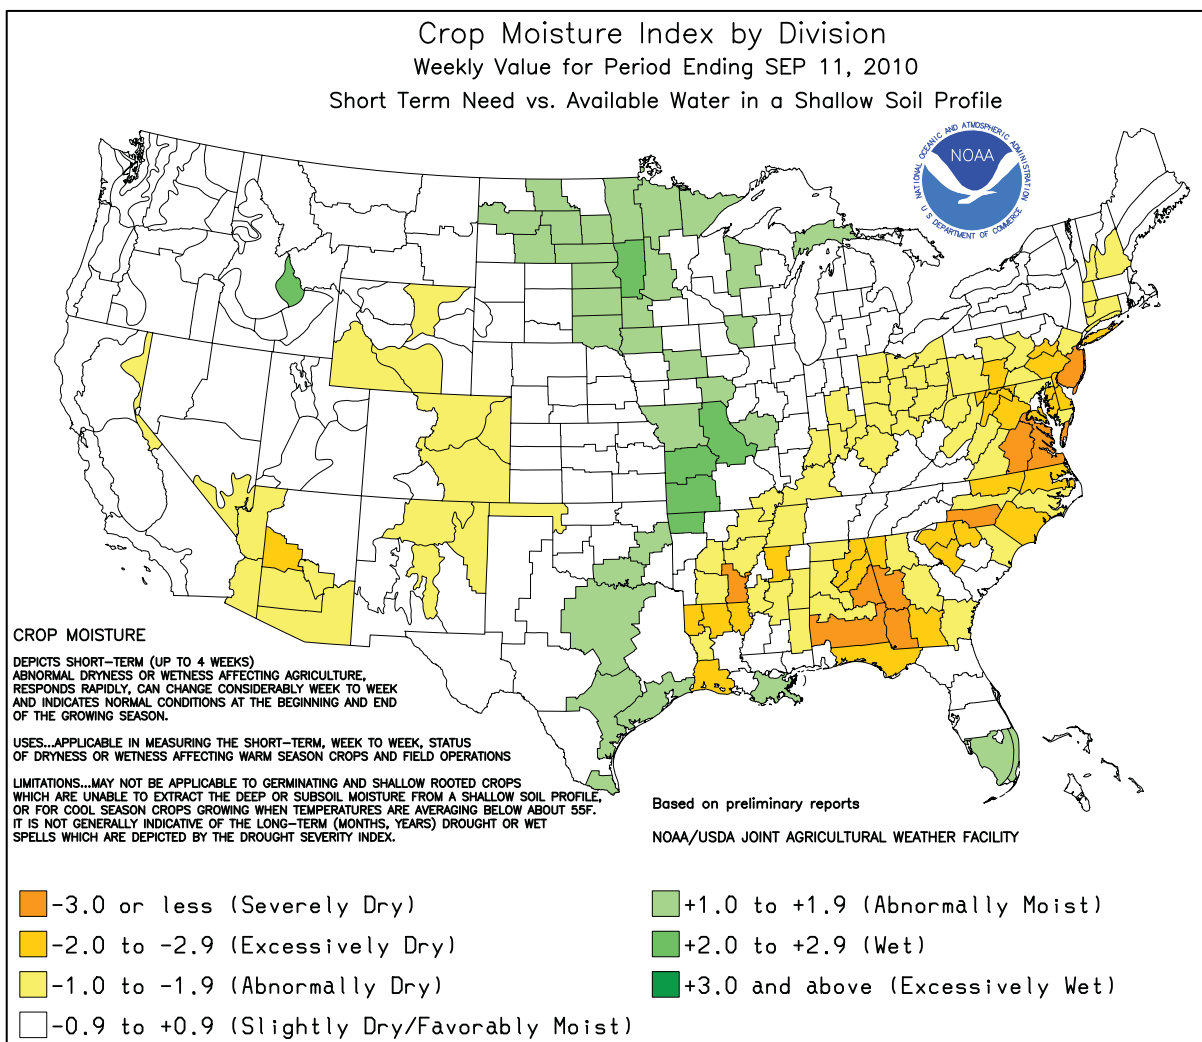 Crop Moisture Index by Division
Weekly Value for Period Ending SEP 11, 2010
Short Term Need vs. Available Water in a Shallow Soil Profile
NATIONAL OCEANIC AND ATMOSPHERIC ADMINISTRATION
NOAA
U S DEPARTMENT OF COMMERCE
CROP MOISTURE
DEPICTS SHORT-TERM (UP TO 4 WEEKS)
ABNORMAL DRYNESS OR WETNESS AFFECTING AGRICULTURE,
RESPONDS RAPIDLY, CAN CHANGE CONSIDERABLY WEEK TO WEEK
AND INDICATES NORMAL CONDITIONS AT THE BEGINNING AND END
OF THE GROWING SEASON.
USES...APPLICABLE IN MEASURING THE SHORT-TERM, WEEK TO WEEK, STATUS
OF DRYNESS OR WETNESS AFFECTING WARM SEASON CROPS AND FIELD OPERATIONS
LIMITATIONS...MAY NOT BE APPLICABLE TO GERMINATING AND SHALLOW ROOTED CROPS
WHICH ARE UNABLE TO EXTRACT THE DEEP OR SUBSOIL MOISTURE FROM A SHALLOW SOIL PROFILE,
OR FOR COOL SEASON CROPS GROWING WHEN TEMPERATURES ARE AVERAGING BELOW ABOUT 55F.
IT IS NOT GENERALLY INDICATIVE OF THE LONG-TERM (MONTHS, YEARS) DROUGHT OR WET
SPELLS WHICH ARE DEPICTED BY THE DROUGHT SEVERITY INDEX.
Based on preliminary reports
NOAA/USDA JOINT AGRICULTURAL WEATHER FACILITY
-3.0 or less (Severely Dry)
-2.0 to -2.9 (Excessively Dry)
-1.0 to -1.9 (Abnormally Dry)
-0.9 to +0.9 (Slightly Dry/Favorably Moist)
+1.0 to +1.9 (Abnormally Moist)
+2.0 to +2.9 (Wet)
+3.0 and above (Excessively Wet)